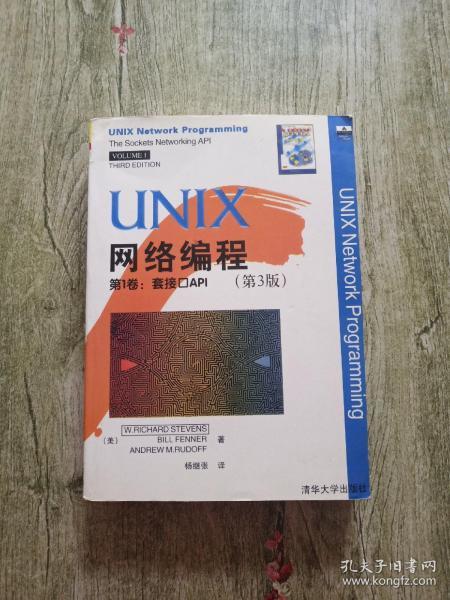 UNIX Network Programming
The Sockets Networking API
VOLUME 1
THIRD EDITION
UNIX
网络编程
第1卷：套接口API
（第3版）
W.RICHARD STEVENS
（美）
BILL FENNER
著
ANDREW M.RUDOFF
杨继张 译
清华大学出版社
UNIX Network Programming
孔夫子旧书网
www.kongfz.com